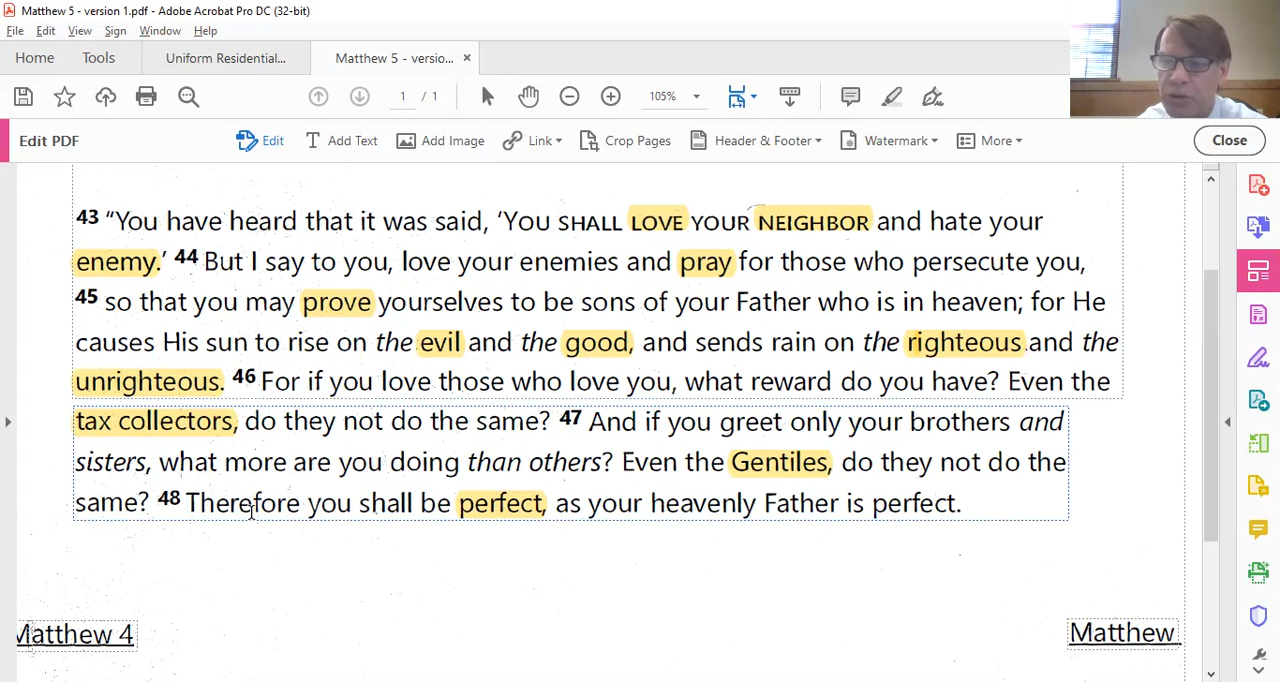 Matthew 5 - version 1.pdf - Adobe Acrobat Pro DC (32-bit)
File Edit View Sign Window Help
Home Tools Uniform Residential... Matthew 5 - versio... ×
1 / 1 105%
Edit PDF Edit Add Text Add Image Link Crop Pages Header & Footer Watermark More Close
43 “You have heard that it was said, ‘YOU SHALL LOVE YOUR NEIGHBOR and hate your
enemy.’ 44 But I say to you, love your enemies and pray for those who persecute you,
45 so that you may prove yourselves to be sons of your Father who is in heaven; for He
causes His sun to rise on the evil and the good, and sends rain on the righteous and the
unrighteous. 46 For if you love those who love you, what reward do you have? Even the
tax collectors, do they not do the same? 47 And if you greet only your brothers and
sisters, what more are you doing than others? Even the Gentiles, do they not do the
same? 48 Therefore you shall be perfect, as your heavenly Father is perfect.
Matthew 4 Matthew